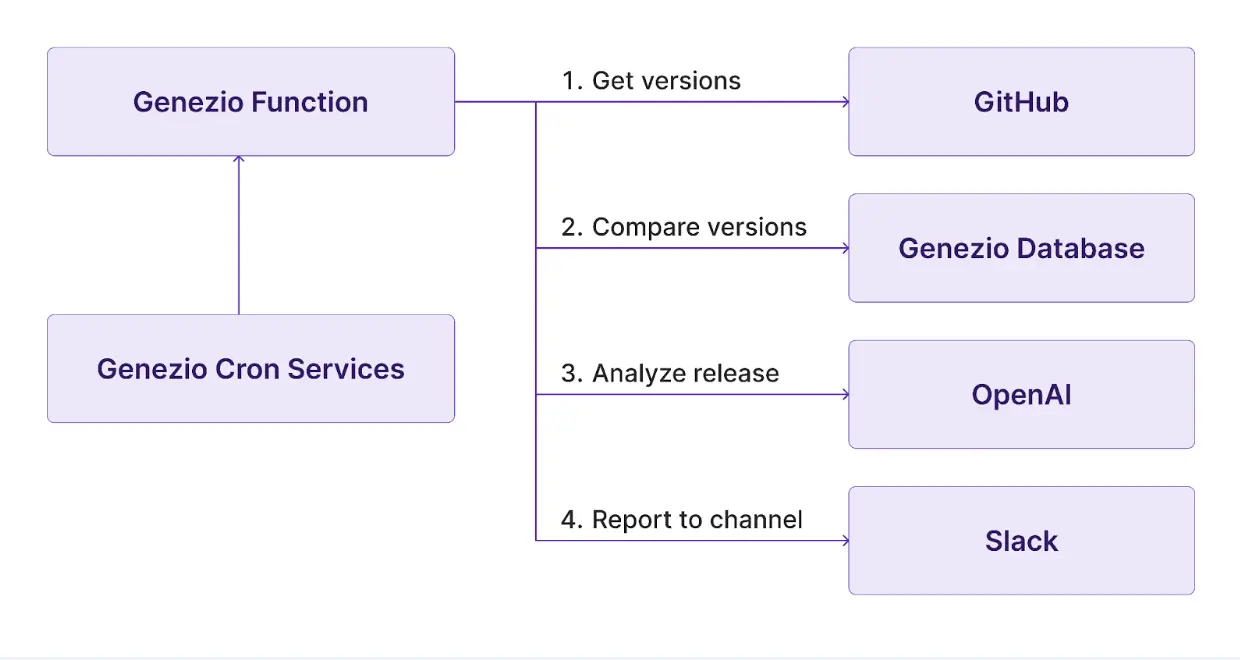 Genezio Function
1. Get versions
GitHub
2. Compare versions
Genezio Database
Genezio Cron Services
3. Analyze release
OpenAI
4. Report to channel
Slack